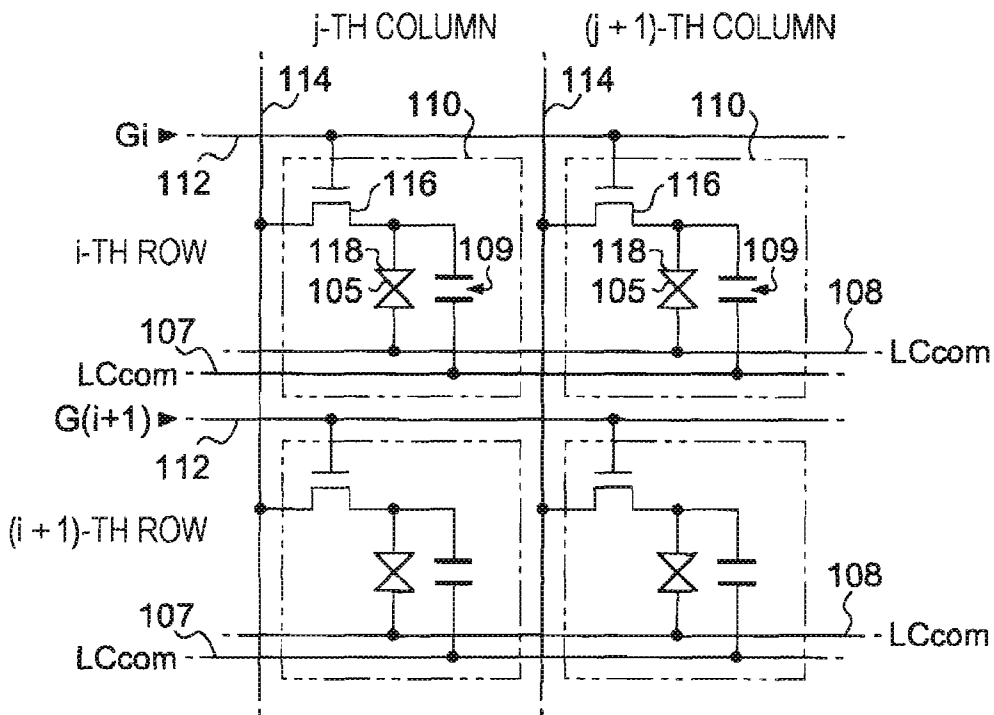 j-TH COLUMN
(j + 1)-TH COLUMN
114
110
114
110
Gi
112
116
116
i-TH ROW
118
105
109
118
105
109
107
108
LCcom
LCcom
G(i+1)
112
(i + 1)-TH ROW
107
108
LCcom
LCcom